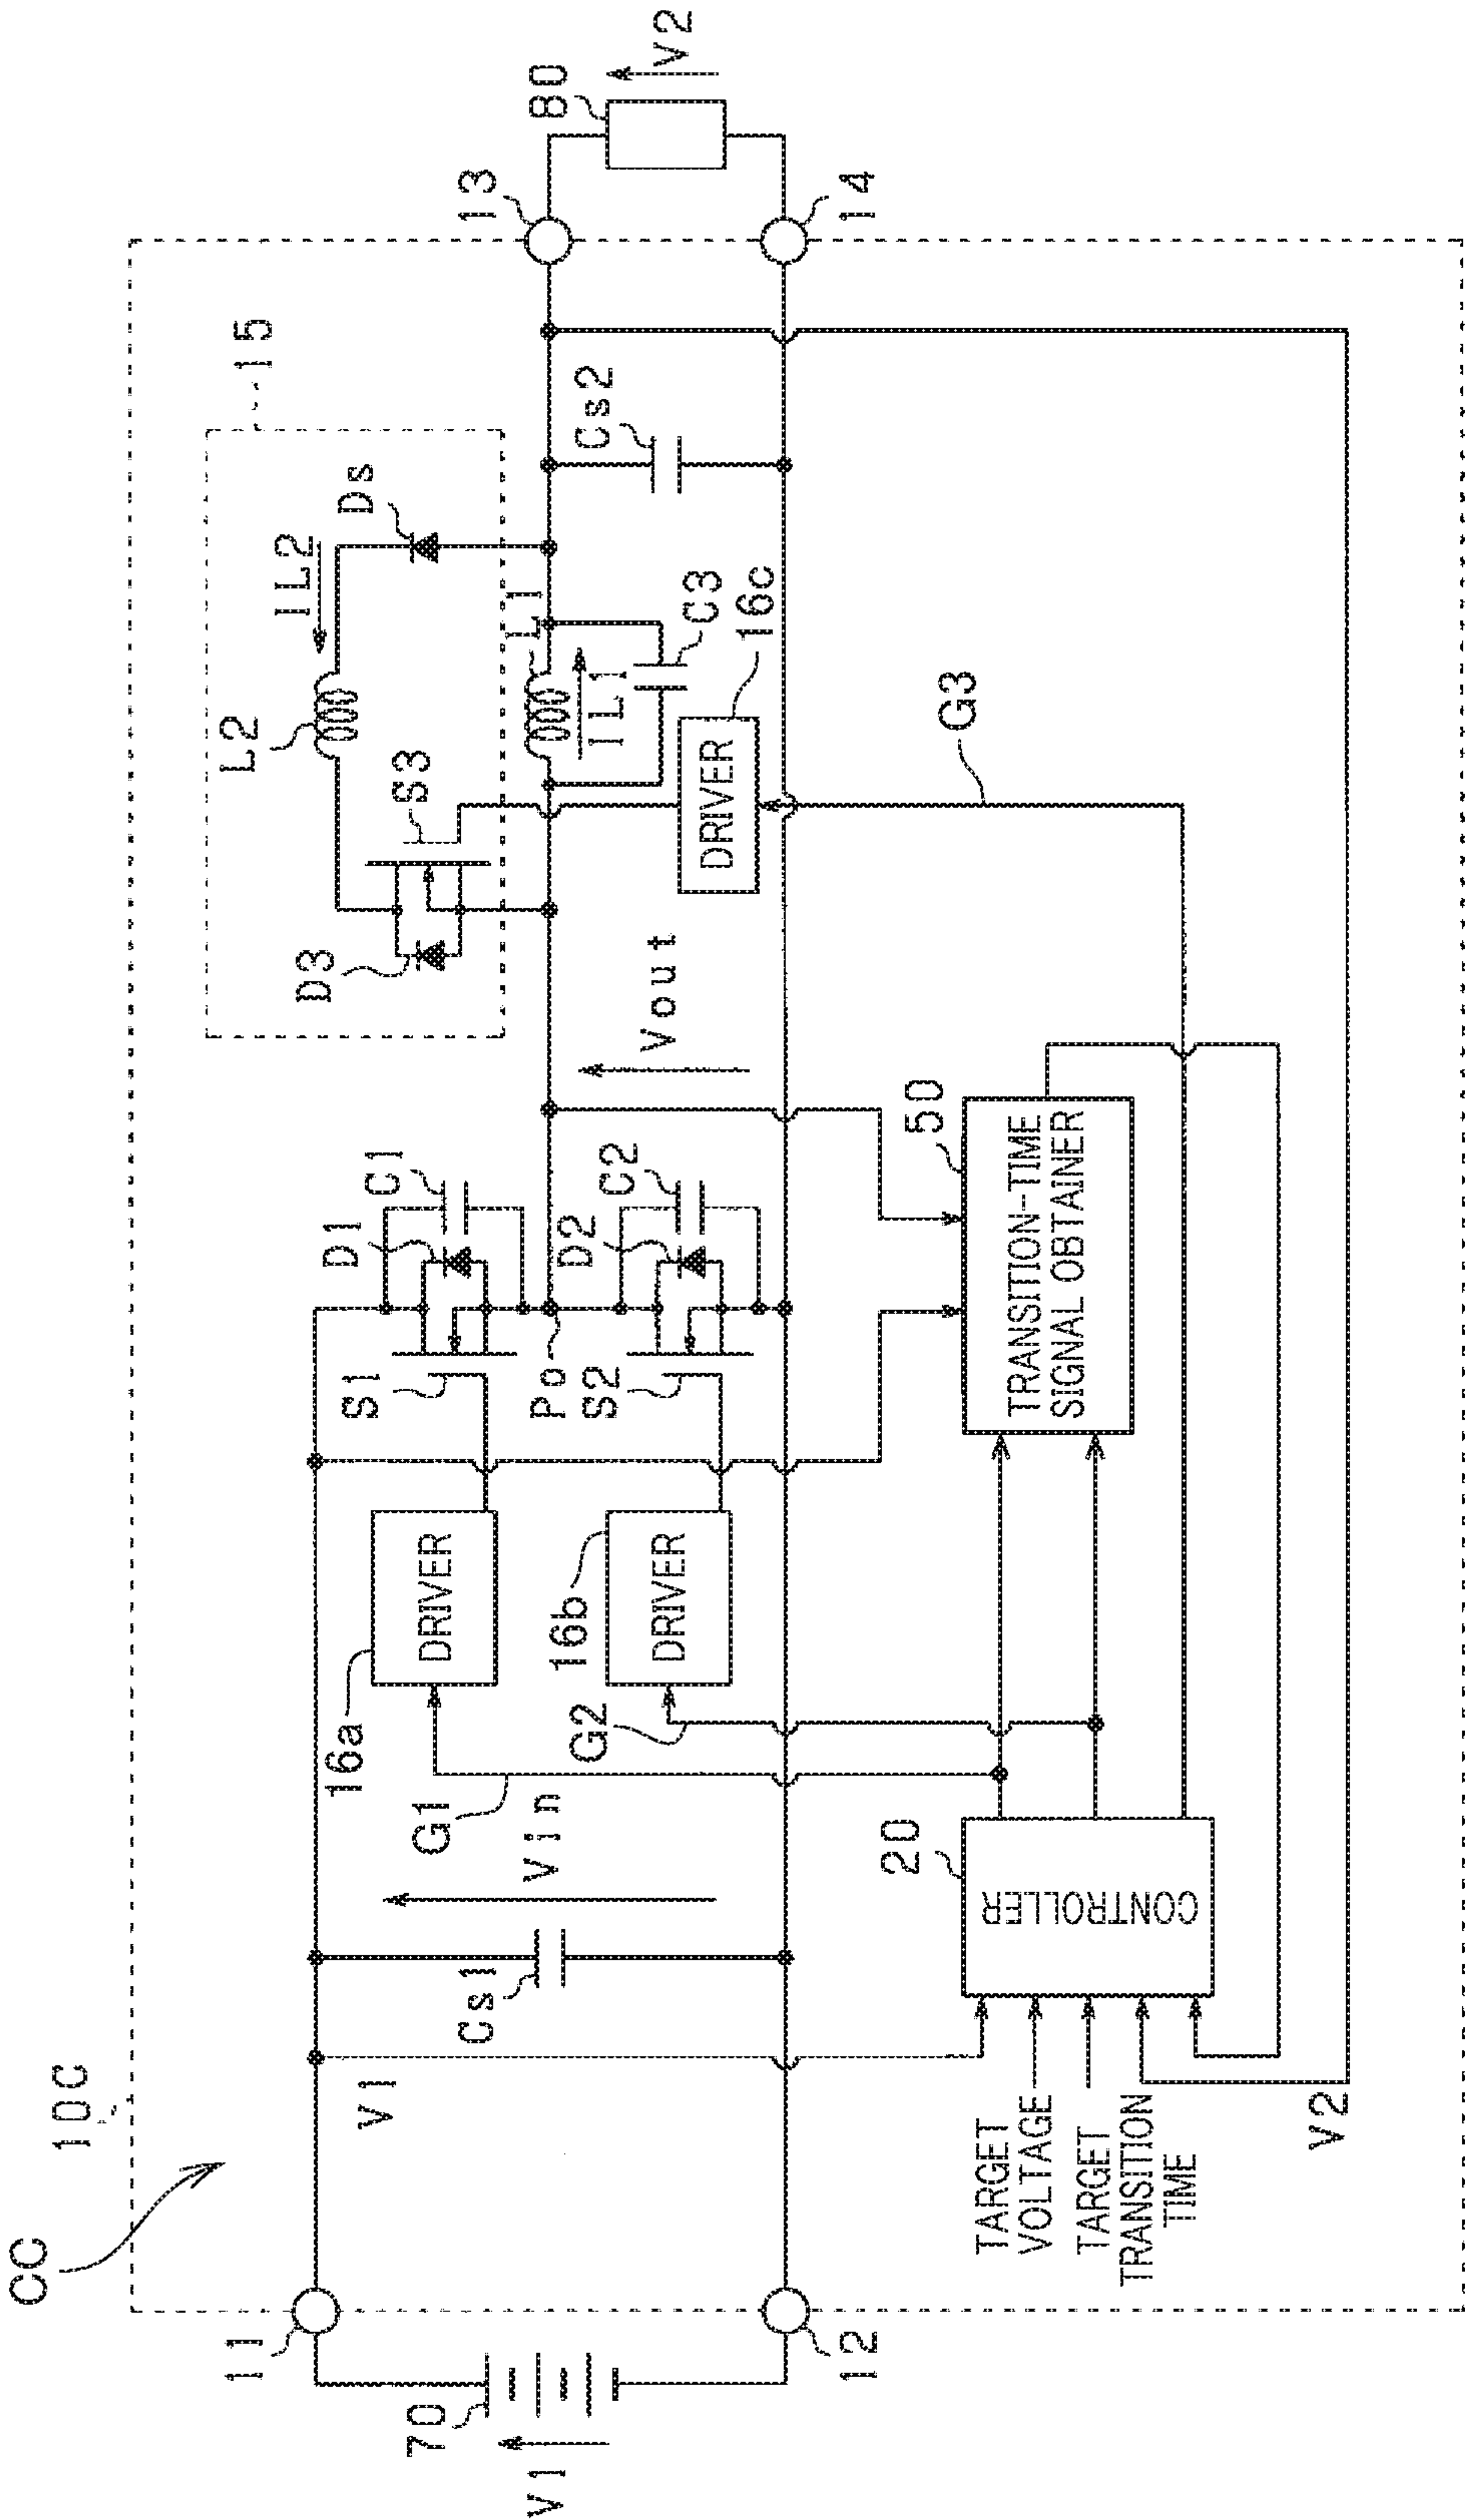 CC
10C
11
12
13
14
70
V1
V1
Cs1
Vin
G1
G2
16a
DRIVER
16b
DRIVER
S1
D1
C1
Po
S2
D2
C2
Vout
15
L2
IL2
Ds
S3
D3
L1
IL1
C3
DRIVER
16c
G3
Cs2
80
V2
20
CONTROLLER
50
TRANSITION-TIME
SIGNAL OBTAINER
TARGET
VOLTAGE
TARGET
TRANSITION
TIME
V2